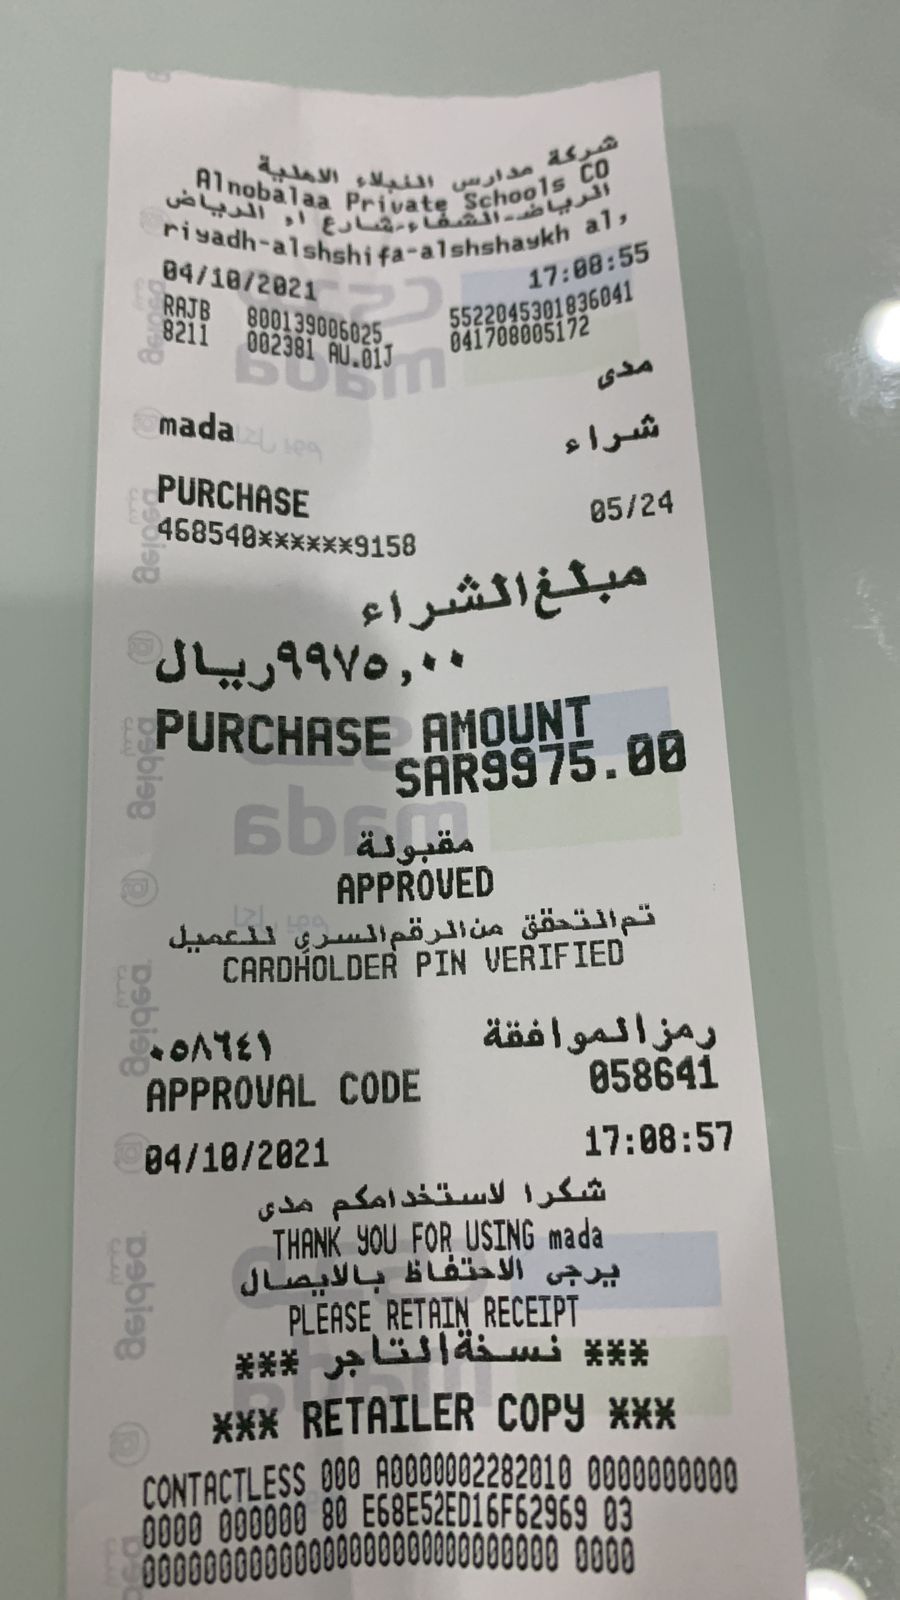 شركة مدارس النبلاء الاهلية
Alnobalaa Private Schools CO
الرياض-الشفاء-شارع ا, الرياض
riyadh-alshshifa-alshshaykh al,
04/10/2021 17:08:55
RAJB 800139006025 5522045301836041
8211 002381 AU.01J 041708005172
مدى
mada
شراء
PURCHASE
468540******9158 05/24
مبلغ الشراء
٩٩٧٥,٠٠ ريال
PURCHASE AMOUNT
SAR9975.00
مقبولة
APPROVED
تم التحقق من الرقم السري للعميل
CARDHOLDER PIN VERIFIED
رمز الموافقة ٠٥٨٦٤١
APPROVAL CODE 058641
04/10/2021 17:08:57
شكرا لاستخدامكم مدى
THANK YOU FOR USING mada
يرجى الاحتفاظ بالايصال
PLEASE RETAIN RECEIPT
*** نسخة التاجر ***
*** RETAILER COPY ***
CONTACTLESS 000 A0000002282010 0000000000
0000 000000 80 E68E52ED16F62969 03
0000000000000000000000000000 0000